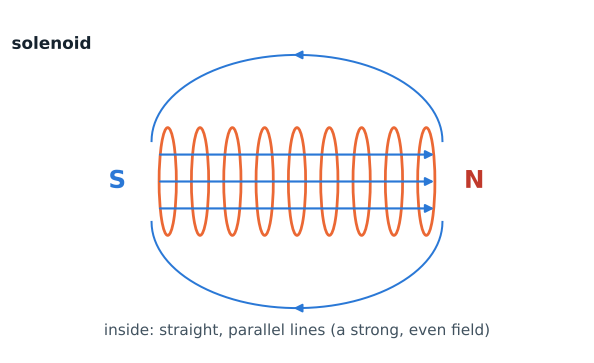 solenoid
S
N
inside: straight, parallel lines (a strong, even field)